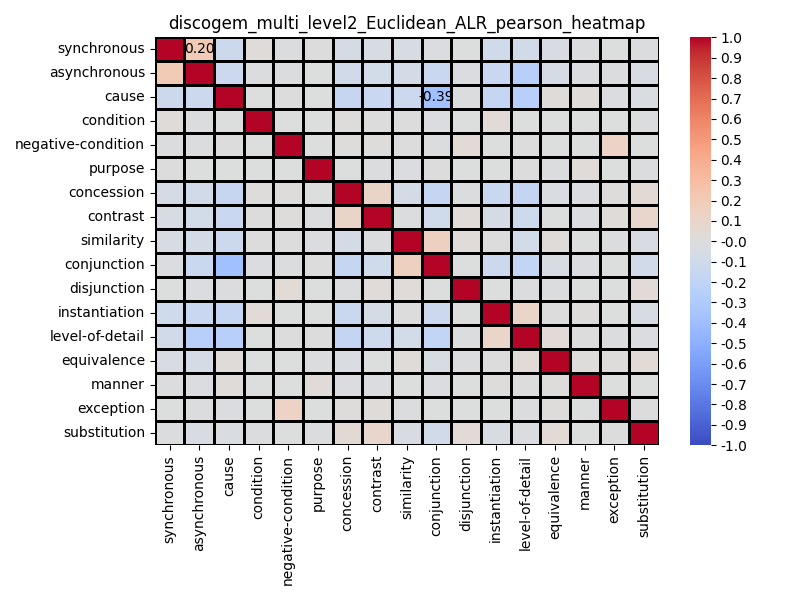 discogem_multi_level2_Euclidean_ALR_pearson_heatmap
synchronous
asynchronous
cause
condition
negative-condition
purpose
concession
contrast
similarity
conjunction
disjunction
instantiation
level-of-detail
equivalence
manner
exception
substitution
0.20
-0.39
synchronous
asynchronous
cause
condition
negative-condition
purpose
concession
contrast
similarity
conjunction
disjunction
instantiation
level-of-detail
equivalence
manner
exception
substitution
1.0
0.9
0.8
0.7
0.6
0.5
0.4
0.3
0.2
0.1
-0.0
-0.1
-0.2
-0.3
-0.4
-0.5
-0.6
-0.7
-0.8
-0.9
-1.0